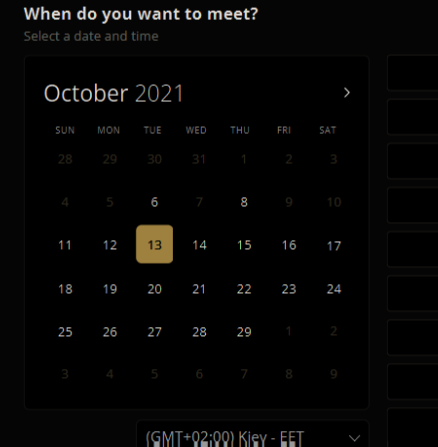 When do you want to meet?
Select a date and time
October 2021
SUN MON TUE WED THU FRI SAT
28 29 30 31 1 2 3
4 5 6 7 8 9 10
11 12 13 14 15 16 17
18 19 20 21 22 23 24
25 26 27 28 29 1 2
3 4 5 6 7 8 9
(GMT+02:00) Kiev - EET